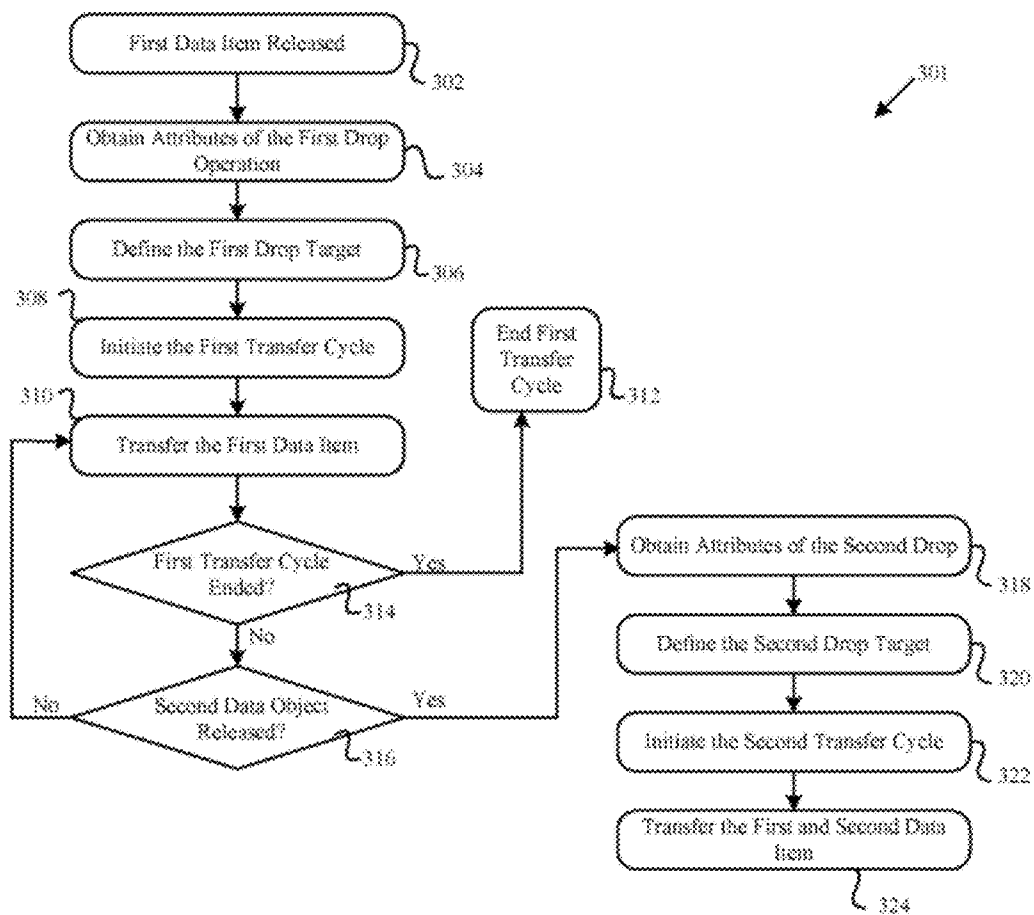 First Data Item Released
302
301
Obtain Attributes of the First Drop
Operation
304
Define the First Drop Target
306
308
Initiate the First Transfer Cycle
End First
Transfer
Cycle
312
310
Transfer the First Data Item
First Transfer Cycle
Ended?
Yes
314
No
Obtain Attributes of the Second Drop
318
Define the Second Drop Target
320
No
Second Data Object
Released?
Yes
316
Initiate the Second Transfer Cycle
322
Transfer the First and Second Data
Item
324